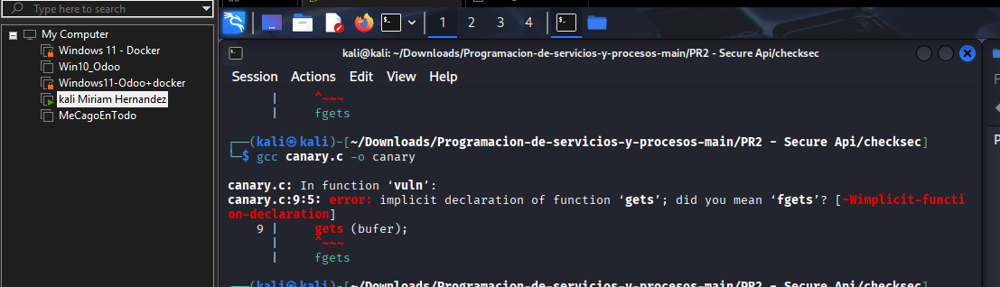 Type here to search
My Computer
Windows 11 - Docker
Win10_Odoo
Windows11-Odoo+docker
kali Miriam Hernandez
MeCagoEnTodo
1 2 3 4
kali@kali: ~/Downloads/Programacion-de-servicios-y-procesos-main/PR2 - Secure Api/checksec
Session Actions Edit View Help
| ^~~~
| fgets
┌──(kali㉿kali)-[~/Downloads/Programacion-de-servicios-y-procesos-main/PR2 - Secure Api/checksec]
└─$ gcc canary.c -o canary
canary.c: In function ‘vuln’:
canary.c:9:5: error: implicit declaration of function ‘gets’; did you mean ‘fgets’? [-Wimplicit-functi
on-declaration]
9 | gets (bufer);
| ^~~~
| fgets
┌──(kali㉿kali)-[~/Downloads/Programacion-de-servicios-y-procesos-main/PR2 - Secure Api/checksec]